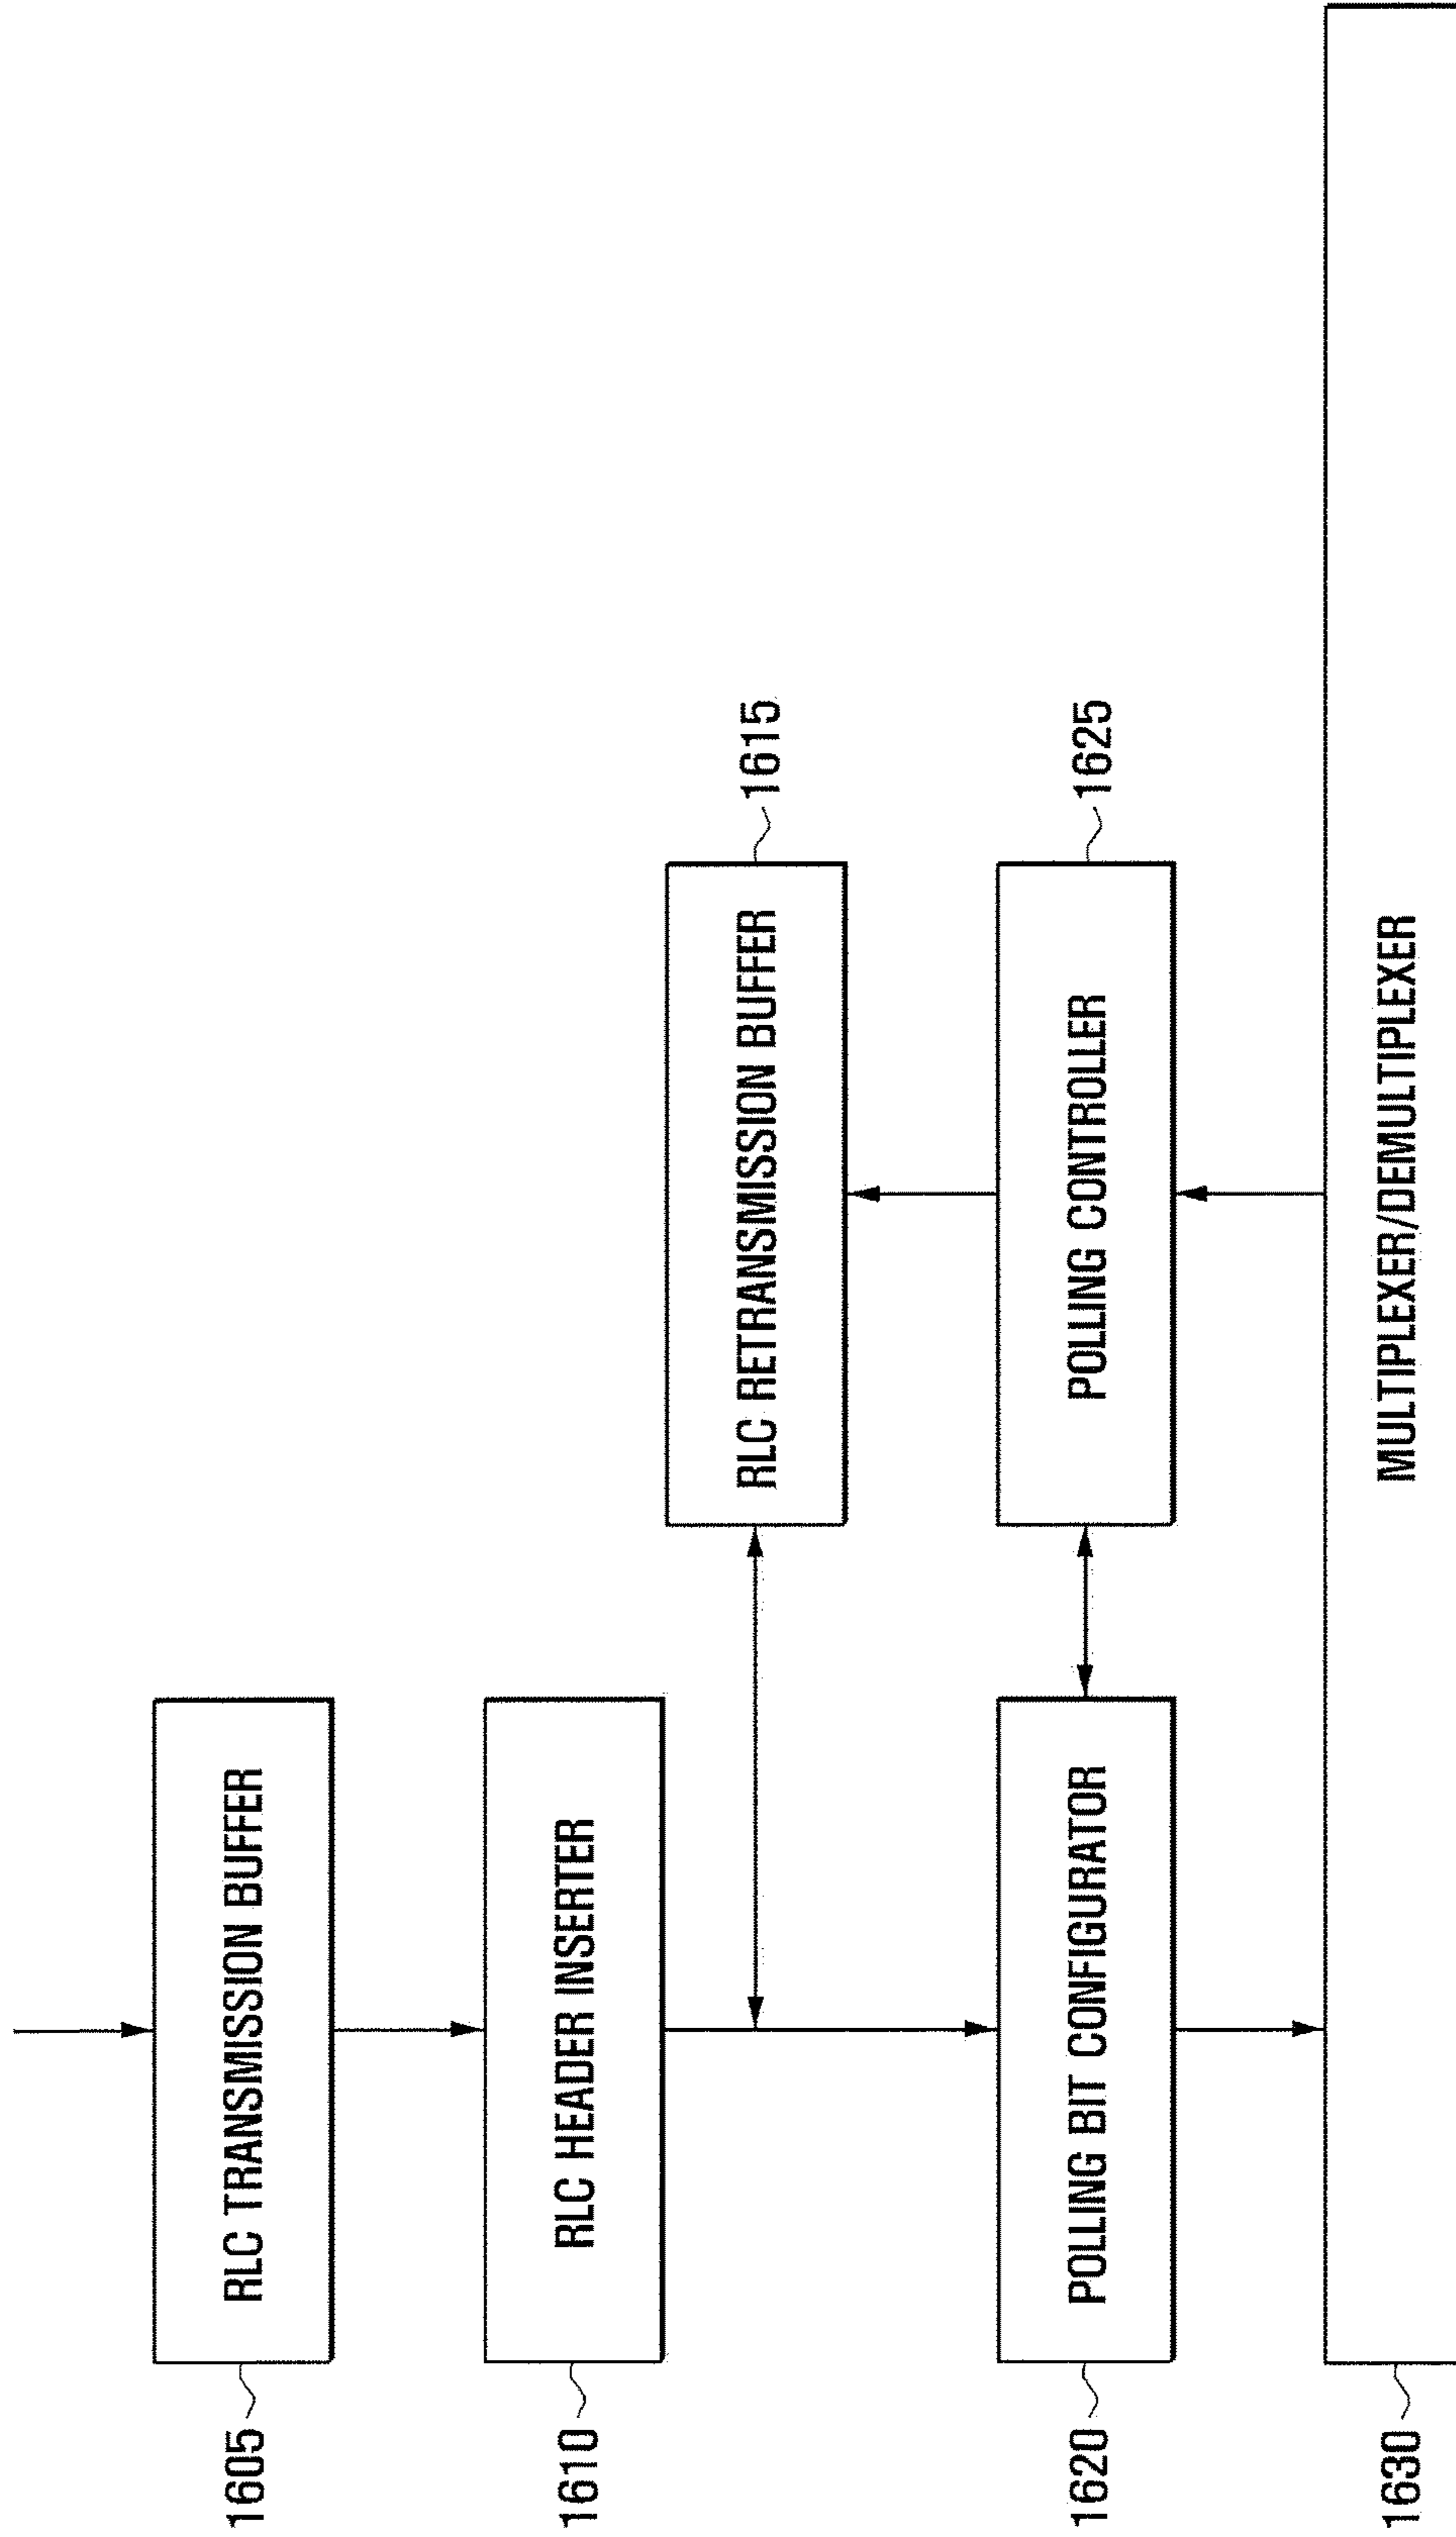 1605
RLC TRANSMISSION BUFFER
1610
RLC HEADER INSERTER
RLC RETRANSMISSION BUFFER
1615
1620
POLLING BIT CONFIGURATOR
POLLING CONTROLLER
1625
1630
MULTIPLEXER/DEMULTIPLEXER